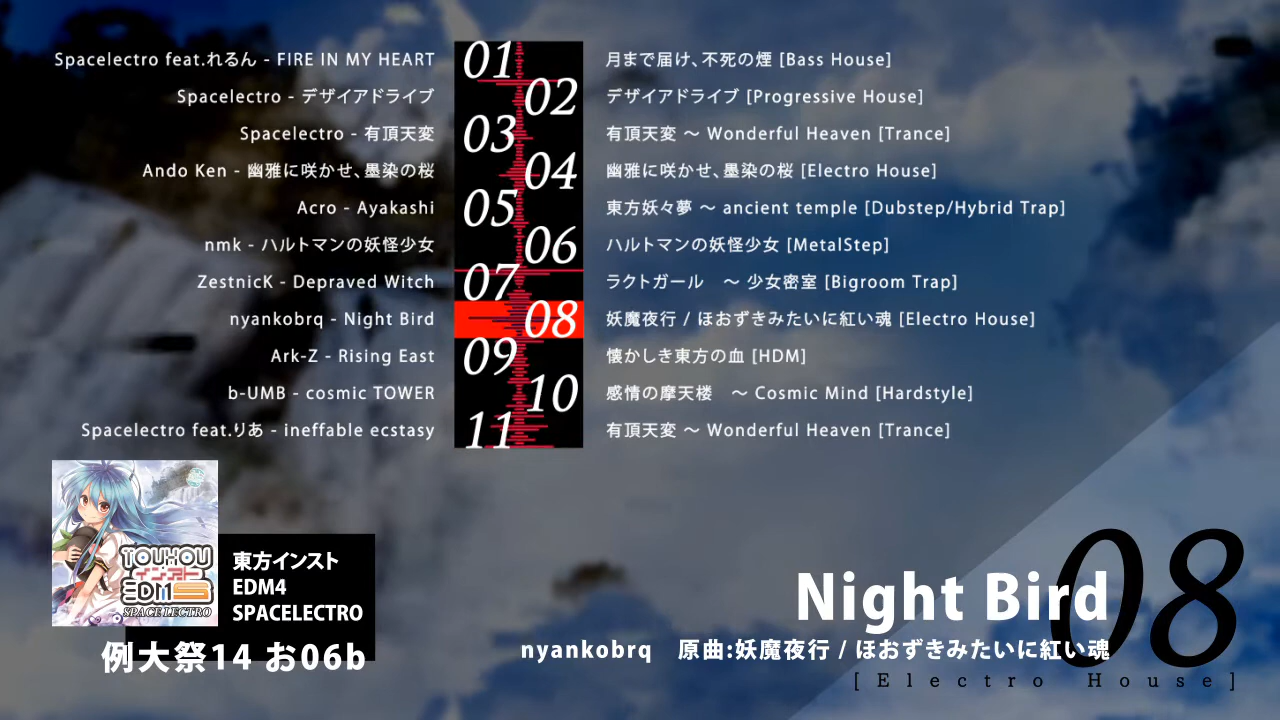 Spacelectro feat.れるん - FIRE IN MY HEART 01 月まで届け、不死の煙 [Bass House]
Spacelectro - デザイアドライブ 02 デザイアドライブ [Progressive House]
Spacelectro - 有頂天変 03 有頂天変 ～ Wonderful Heaven [Trance]
Ando Ken - 幽雅に咲かせ、墨染の桜 04 幽雅に咲かせ、墨染の桜 [Electro House]
Acro - Ayakashi 05 東方妖々夢 ～ ancient temple [Dubstep/Hybrid Trap]
nmk - ハルトマンの妖怪少女 06 ハルトマンの妖怪少女 [MetalStep]
ZestnicK - Depraved Witch 07 ラクトガール　～ 少女密室 [Bigroom Trap]
nyankobrq - Night Bird 08 妖魔夜行 / ほおずきみたいに紅い魂 [Electro House]
Ark-Z - Rising East 09 懐かしき東方の血 [HDM]
b-UMB - cosmic TOWER 10 感情の摩天楼　～ Cosmic Mind [Hardstyle]
Spacelectro feat.りあ - ineffable ecstasy 11 有頂天変 ～ Wonderful Heaven [Trance]
TOUHOU
インスト
EDM
SPACELECTRO
東方インスト
EDM4
SPACELECTRO
例大祭14 お06b
08
Night Bird
nyankobrq　原曲:妖魔夜行 / ほおずきみたいに紅い魂
[Electro House]